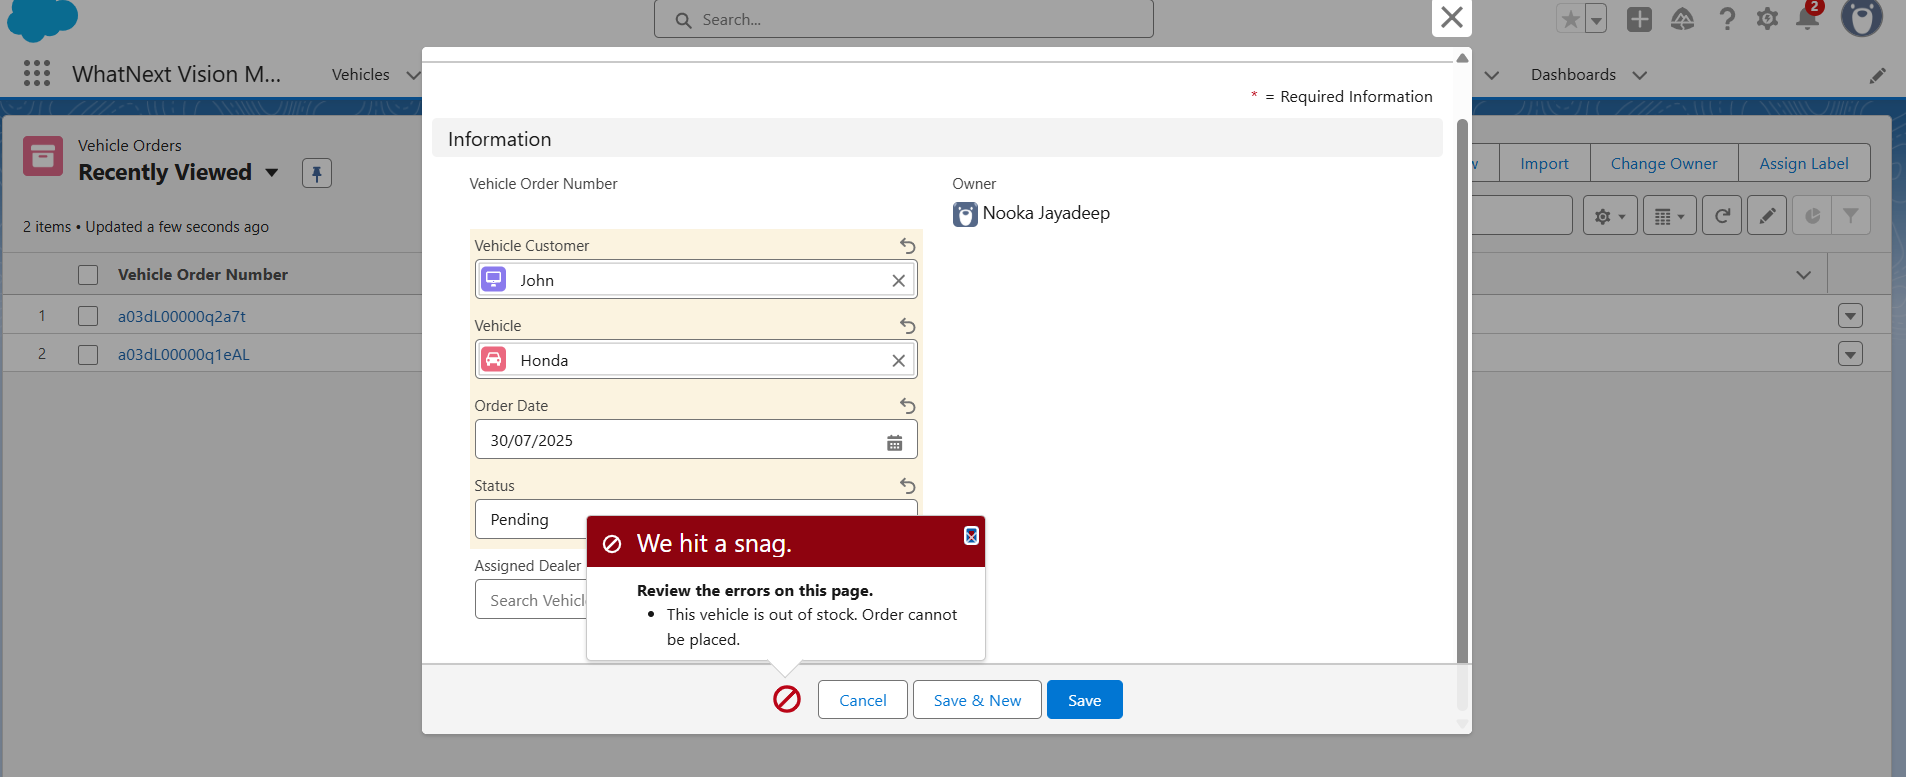 Search...
2
WhatNext Vision M...
Vehicles
Dashboards
* = Required Information
Information
Vehicle Orders
Recently Viewed
Import
Change Owner
Assign Label
Vehicle Order Number
Owner
Nooka Jayadeep
2 items • Updated a few seconds ago
Vehicle Customer
John
Vehicle Order Number
1
a03dL00000q2a7t
2
a03dL00000q1eAL
Vehicle
Honda
Order Date
30/07/2025
Status
Pending
We hit a snag.
Review the errors on this page.
• This vehicle is out of stock. Order cannot
be placed.
Assigned Dealer
Search
Cancel
Save & New
Save